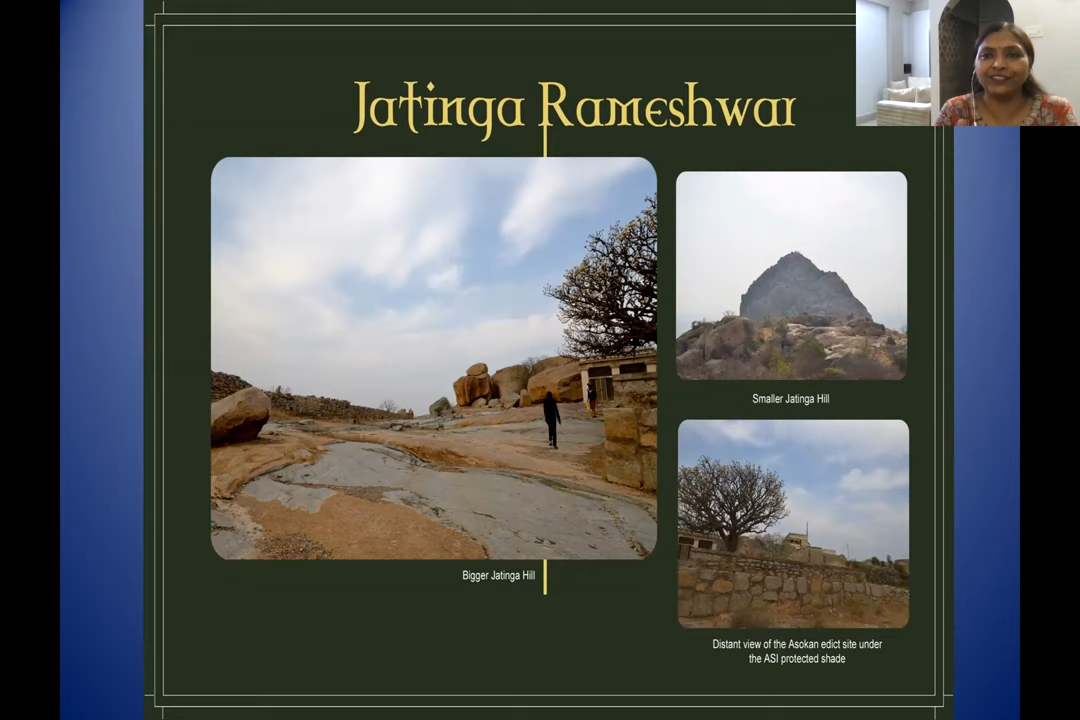 Jatinga Rameshwar
Smaller Jatinga Hill
Bigger Jatinga Hill
Distant view of the Asokan edict site under
the ASI protected shade